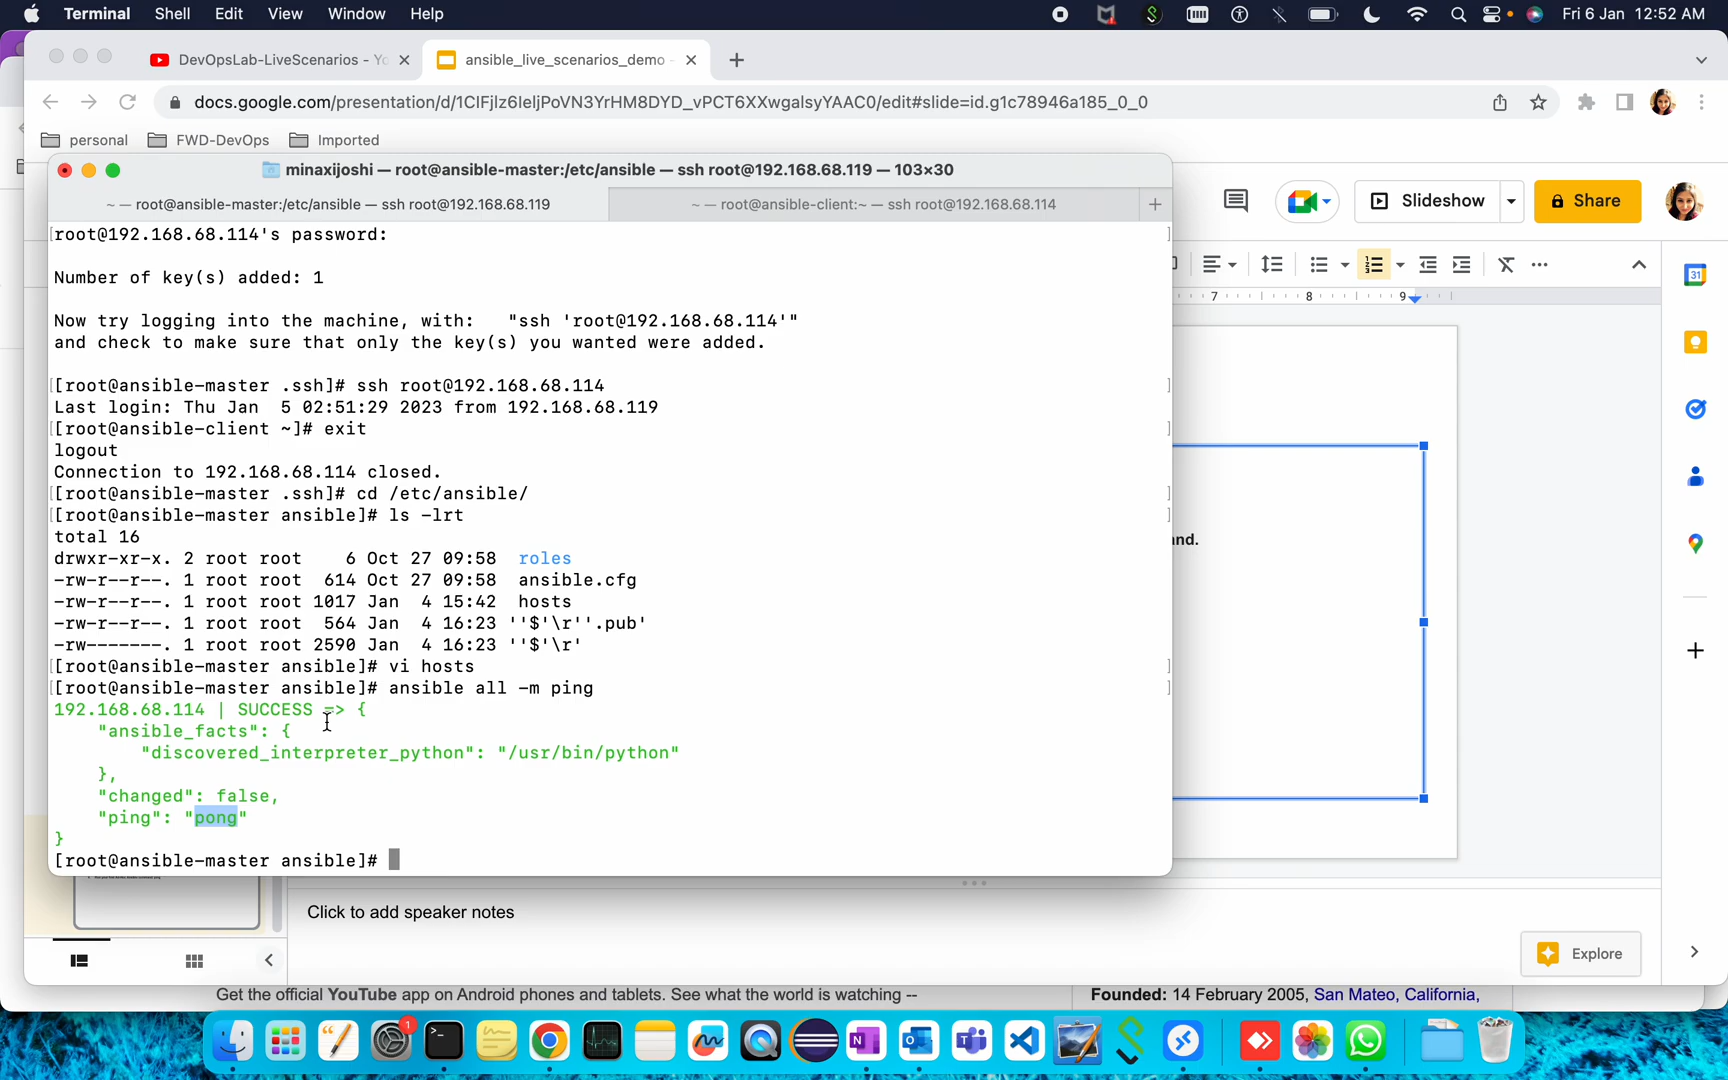 Terminal Shell Edit View Window Help Fri 6 Jan 12:52 AM
DevOpsLab-LiveScenarios - Yo ansible_live_scenarios_demo -
docs.google.com/presentation/d/1CIFjlz6IeljPoVN3YrHM8DYD_vPCT6XXwgalsyYAAC0/edit#slide=id.g1c78946a185_0_0
personal FWD-DevOps Imported
minaxijoshi — root@ansible-master:/etc/ansible — ssh root@192.168.68.119 — 103×30
~ — root@ansible-master:/etc/ansible — ssh root@192.168.68.119 ~ — root@ansible-client:~ — ssh root@192.168.68.114
Slideshow Share
root@192.168.68.114's password:
Number of key(s) added: 1
Now try logging into the machine, with: "ssh 'root@192.168.68.114'"
and check to make sure that only the key(s) you wanted were added.
[[root@ansible-master .ssh]# ssh root@192.168.68.114
Last login: Thu Jan 5 02:51:29 2023 from 192.168.68.119
[[root@ansible-client ~]# exit
logout
Connection to 192.168.68.114 closed.
[[root@ansible-master .ssh]# cd /etc/ansible/
[[root@ansible-master ansible]# ls -lrt
total 16
drwxr-xr-x. 2 root root 6 Oct 27 09:58 roles
-rw-r--r--. 1 root root 614 Oct 27 09:58 ansible.cfg
-rw-r--r--. 1 root root 1017 Jan 4 15:42 hosts
-rw-r--r--. 1 root root 564 Jan 4 16:23 ''$'\r''.pub'
-rw-------. 1 root root 2590 Jan 4 16:23 ''$'\r'
[[root@ansible-master ansible]# vi hosts
[[root@ansible-master ansible]# ansible all -m ping
192.168.68.114 | SUCCESS => {
"ansible_facts": {
"discovered_interpreter_python": "/usr/bin/python"
},
"changed": false,
"ping": "pong"
}
[root@ansible-master ansible]#
7 8 9
and.
31
Click to add speaker notes
Explore
Get the official YouTube app on Android phones and tablets. See what the world is watching --
Founded: 14 February 2005, San Mateo, California,
1